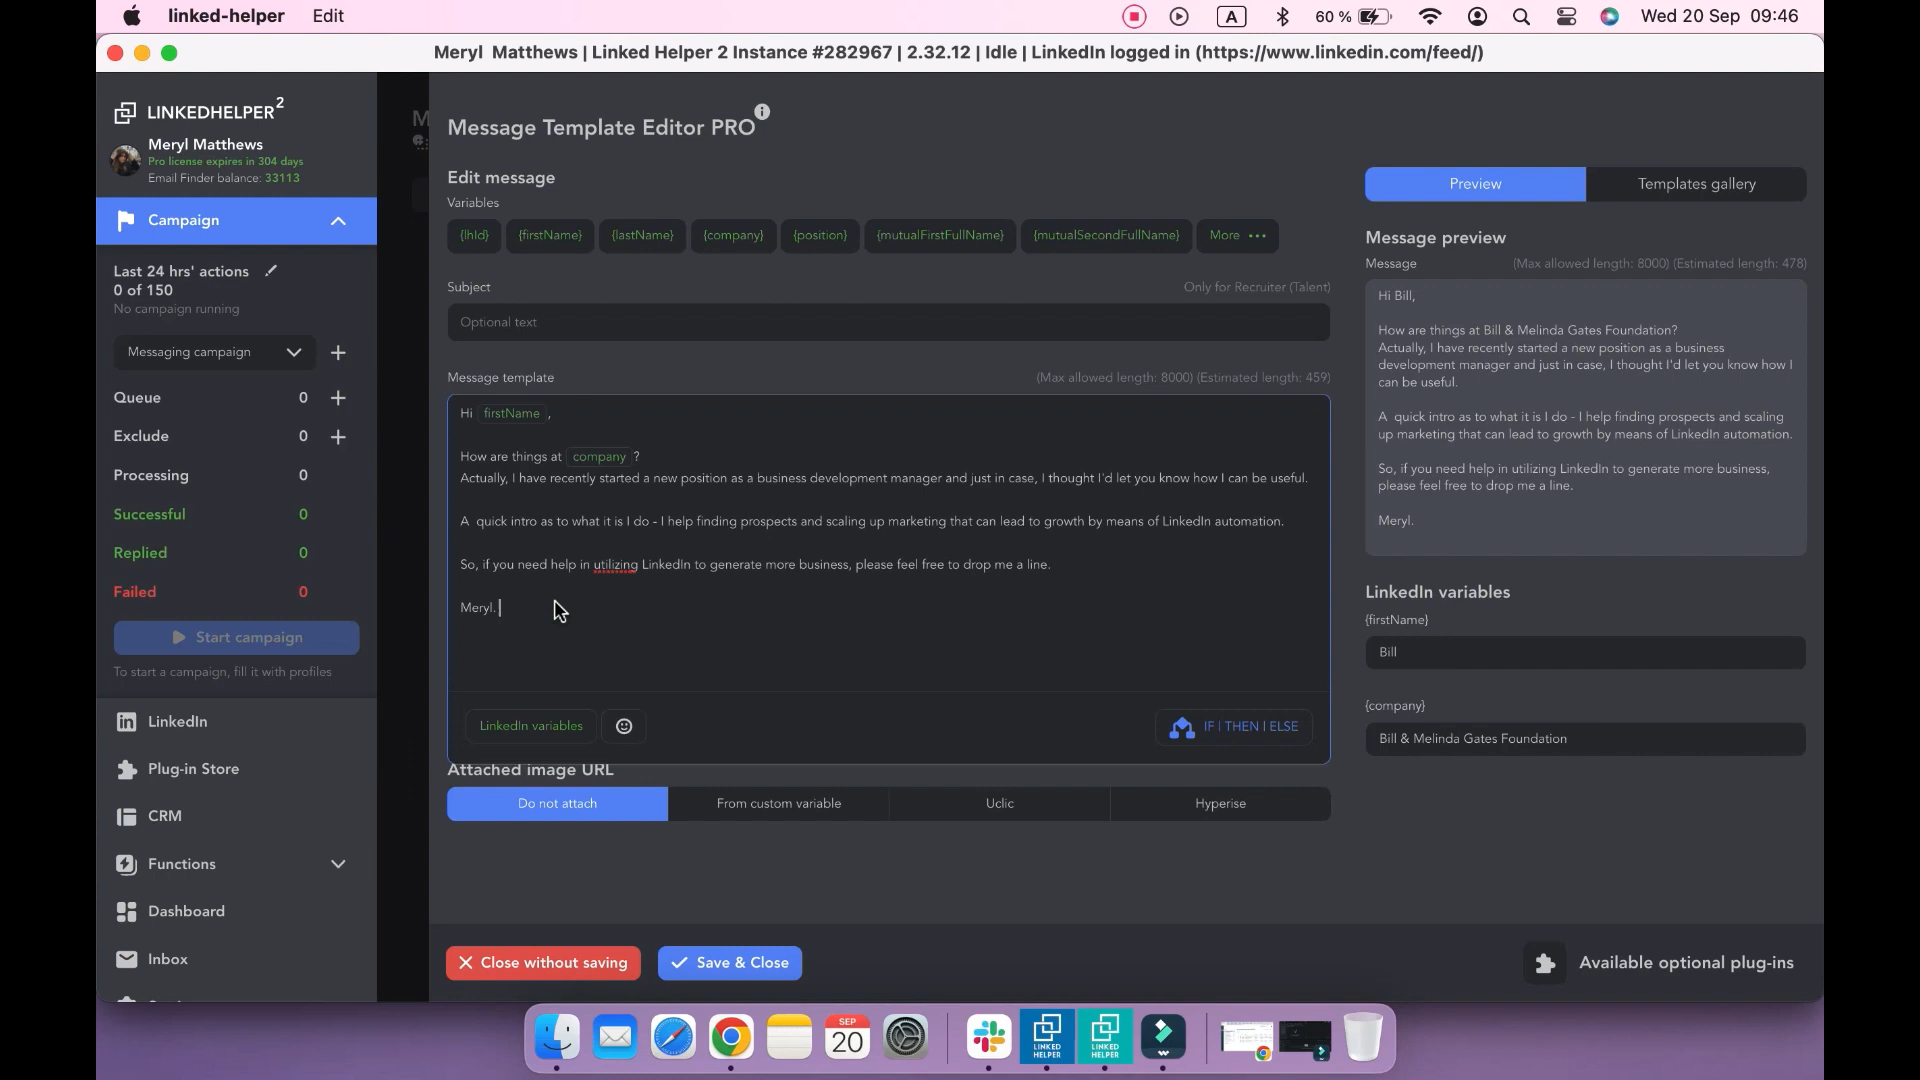 linked-helper Edit
A 60 % Wed 20 Sep 09:46
Meryl Matthews | Linked Helper 2 Instance #282967 | 2.32.12 | Idle | LinkedIn logged in (https://www.linkedin.com/feed/)
LINKEDHELPER 2
Meryl Matthews
Pro license expires in 304 days
Email Finder balance: 33113
Campaign
Last 24 hrs' actions
0 of 150
No campaign running
Messaging campaign
Queue 0
Exclude 0
Processing 0
Successful 0
Replied 0
Failed 0
Start campaign
To start a campaign, fill it with profiles
LinkedIn
Plug-in Store
CRM
Functions
Dashboard
Inbox
M
Message Template Editor PRO
Edit message
Variables
{lhId} {firstName} {lastName} {company} {position} {mutualFirstFullName} {mutualSecondFullName} More •••
Subject Only for Recruiter (Talent)
Optional text
Message template (Max allowed length: 8000) (Estimated length: 459)
Hi firstName ,
How are things at company ?
Actually, I have recently started a new position as a business development manager and just in case, I thought I'd let you know how I can be useful.
A quick intro as to what it is I do - I help finding prospects and scaling up marketing that can lead to growth by means of LinkedIn automation.
So, if you need help in utilizing LinkedIn to generate more business, please feel free to drop me a line.
Meryl.
LinkedIn variables
IF | THEN | ELSE
Attached image URL
Do not attach From custom variable Uclic Hyperise
Close without saving Save & Close
Preview Templates gallery
Message preview
Message (Max allowed length: 8000) (Estimated length: 478)
Hi Bill,
How are things at Bill & Melinda Gates Foundation?
Actually, I have recently started a new position as a business
development manager and just in case, I thought I'd let you know how I
can be useful.
A quick intro as to what it is I do - I help finding prospects and scaling
up marketing that can lead to growth by means of LinkedIn automation.
So, if you need help in utilizing LinkedIn to generate more business,
please feel free to drop me a line.
Meryl.
LinkedIn variables
{firstName}
Bill
{company}
Bill & Melinda Gates Foundation
Available optional plug-ins
SEP
20
LINKED
HELPER
LINKED
HELPER